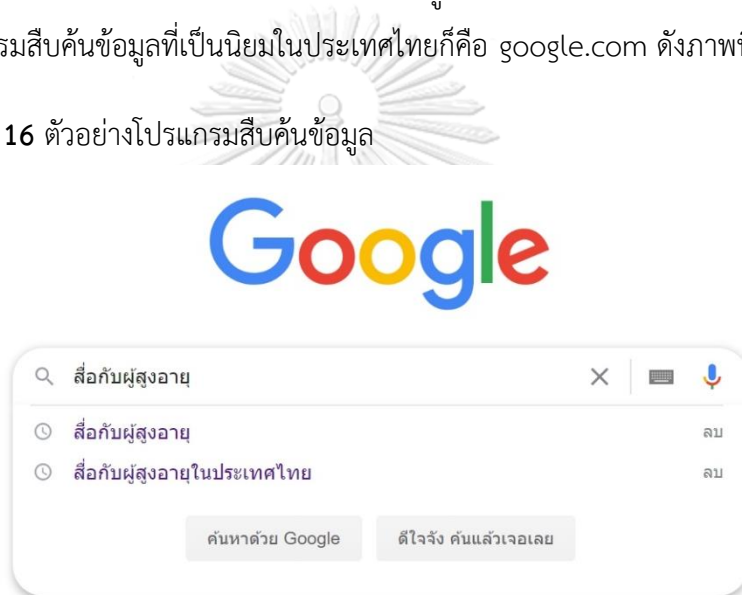 รมสืบค้นข้อมูลที่เป็นนิยมในประเทศไทยก็คือ google.com ดังภาพที่
16 ตัวอย่างโปรแกรมสืบค้นข้อมูล
Google
สื่อกับผู้สูงอายุ
สื่อกับผู้สูงอายุ ลบ
สื่อกับผู้สูงอายุในประเทศไทย ลบ
ค้นหาด้วย Google ดีใจจัง ค้นแล้วเจอเลย